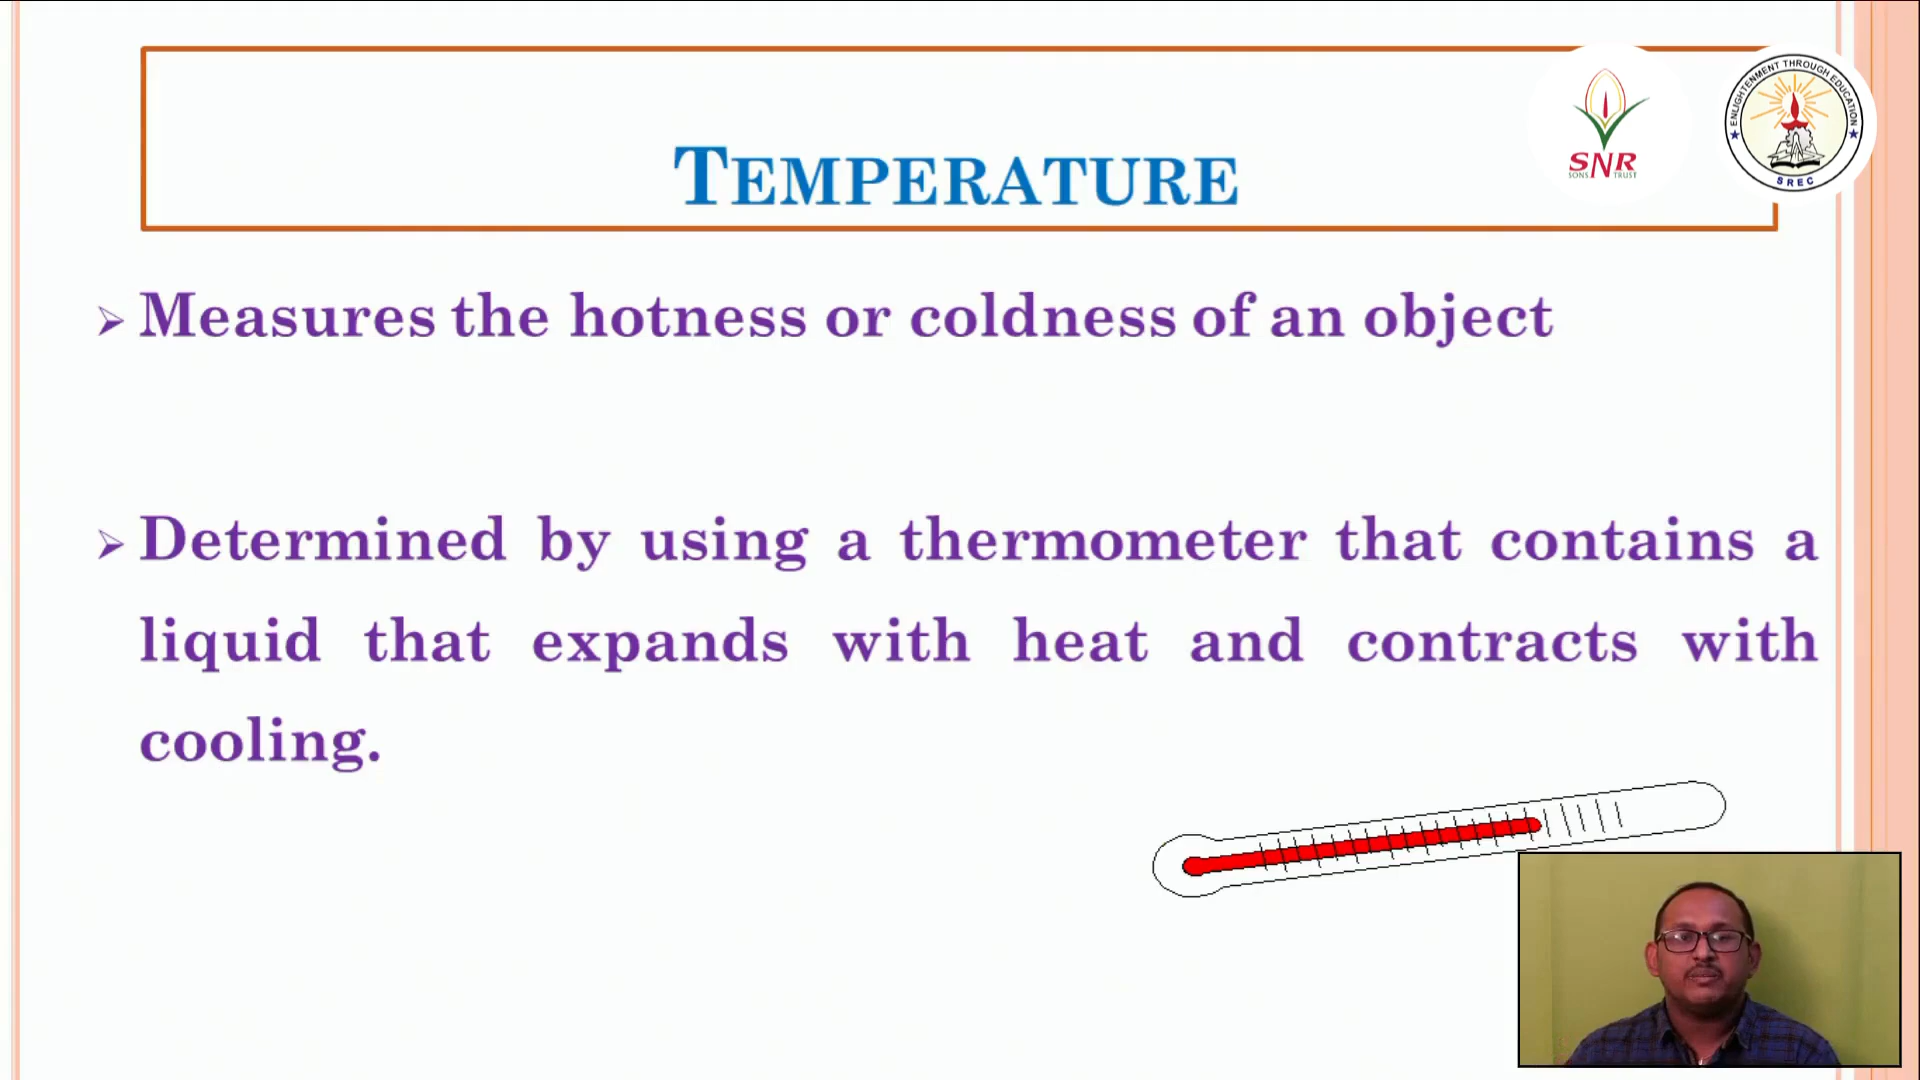 TEMPERATURE
SNR
SONS TRUST
ENLIGHTENMENT THROUGH EDUCATION
SREC
➢ Measures the hotness or coldness of an object
➢ Determined by using a thermometer that contains a
liquid that expands with heat and contracts with
cooling.